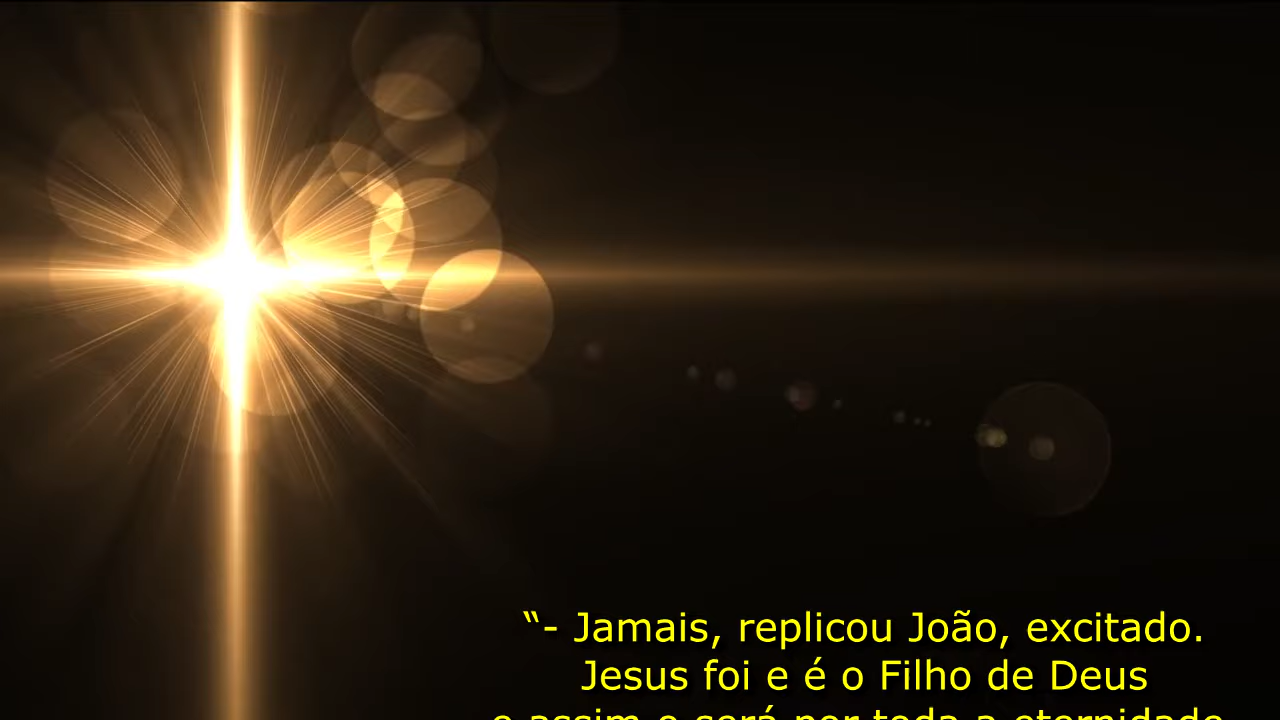 “- Jamais, replicou João, excitado.
Jesus foi e é o Filho de Deus
e assim o será por toda a eternidade